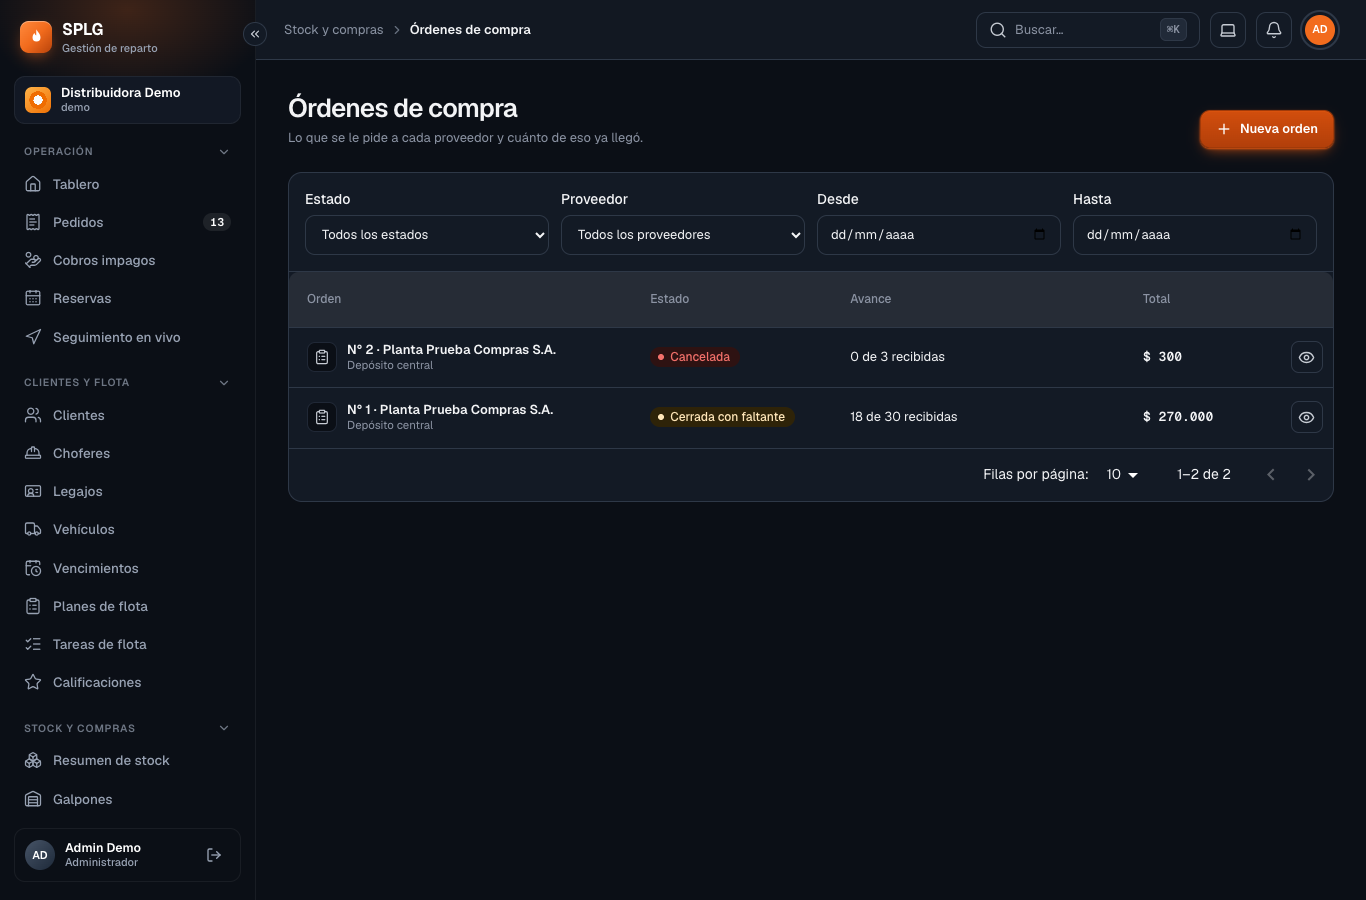 SPLG
Gestión de reparto
Distribuidora Demo
demo
OPERACIÓN
Tablero
Pedidos 13
Cobros impagos
Reservas
Seguimiento en vivo
CLIENTES Y FLOTA
Clientes
Choferes
Legajos
Vehículos
Vencimientos
Planes de flota
Tareas de flota
Calificaciones
STOCK Y COMPRAS
Resumen de stock
Galpones
AD
Admin Demo
Administrador
Stock y compras > Órdenes de compra
Buscar... ⌘K
AD
Órdenes de compra
Lo que se le pide a cada proveedor y cuánto de eso ya llegó.
+ Nueva orden
Estado Proveedor Desde Hasta
Todos los estados Todos los proveedores dd/mm/aaaa dd/mm/aaaa
Orden Estado Avance Total
N° 2 · Planta Prueba Compras S.A.
Depósito central
Cancelada 0 de 3 recibidas $ 300
N° 1 · Planta Prueba Compras S.A.
Depósito central
Cerrada con faltante 18 de 30 recibidas $ 270.000
Filas por página: 10 1–2 de 2